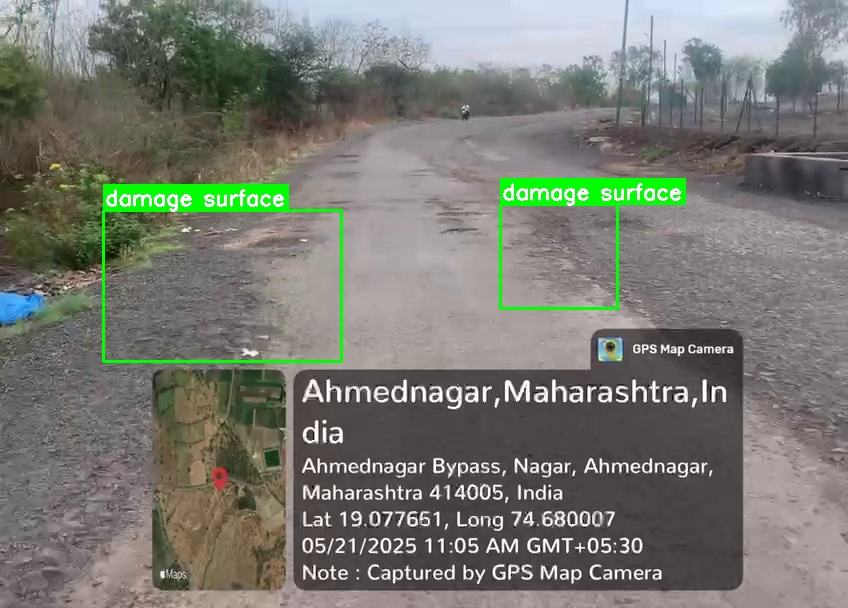 damage surface
damage surface
GPS Map Camera
Ahmednagar,Maharashtra,In
dia
Ahmednagar Bypass, Nagar, Ahmednagar,
Maharashtra 414005, India
Lat 19.077661, Long 74.680007
05/21/2025 11:05 AM GMT+05:30
Note : Captured by GPS Map Camera
Maps